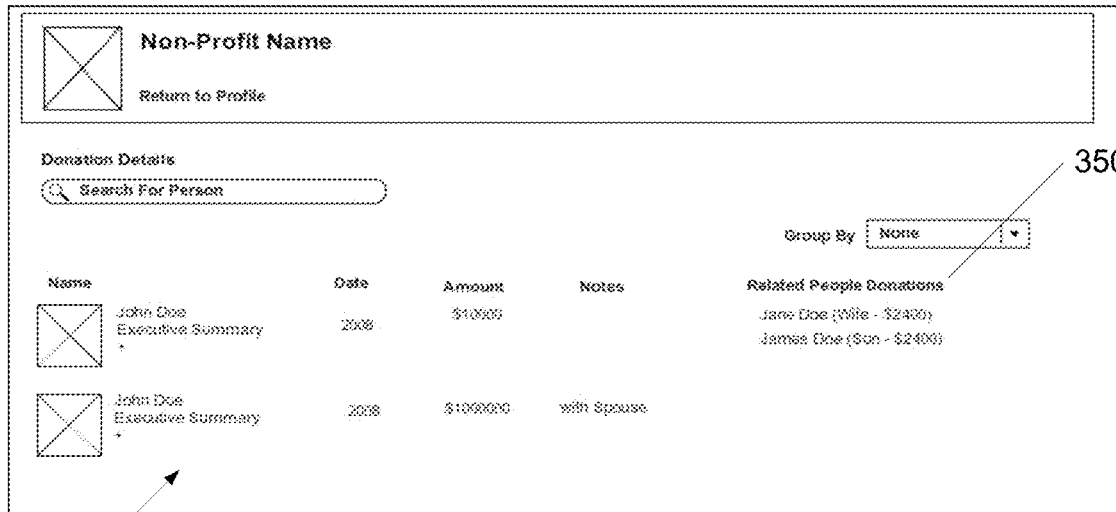 Non-Profit Name
Return to Profile
Donation Details
Search For Person
350
Group By None
Name Date Amount Notes Related People Donations
John Doe 2008 $10000 Jane Doe (Wife - $2400)
Executive Summary James Doe (Son - $2400)
+
John Doe 2008 $1000000 with Spouse
Executive Summary
+